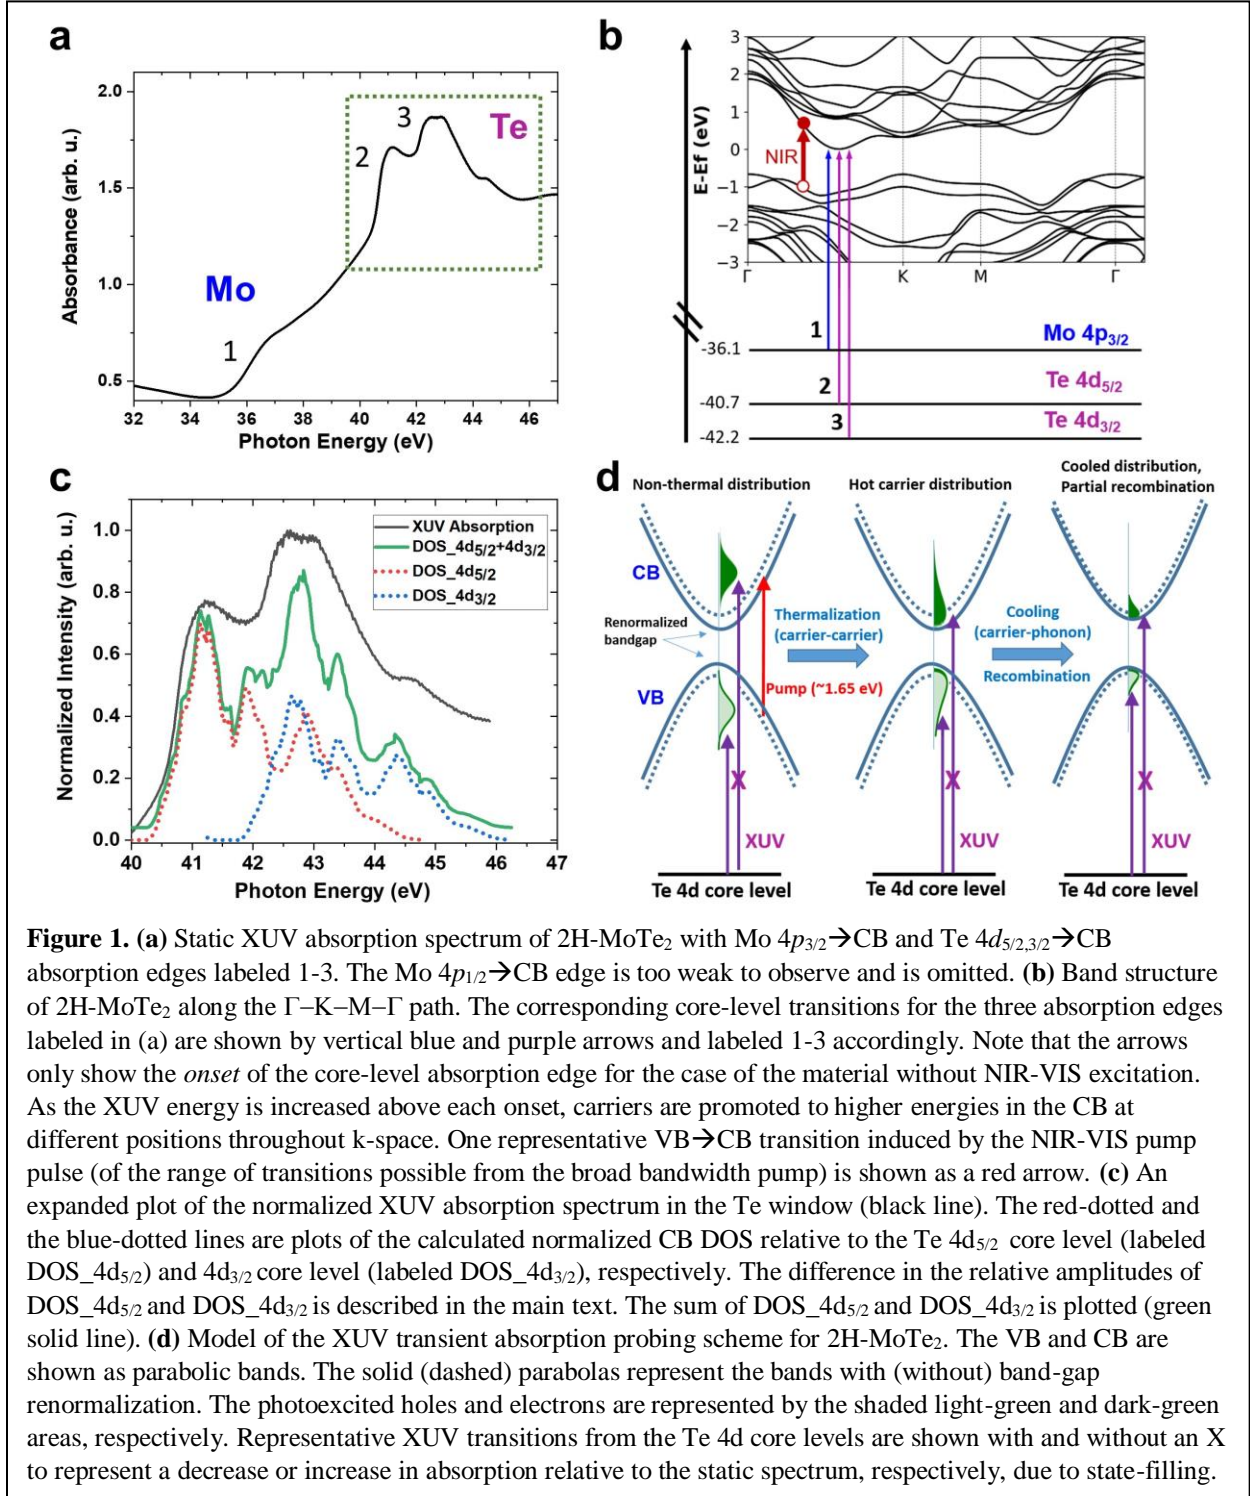 a
2.0
1.5
1.0
0.5
Absorbance (arb. u.)
Mo
Te
1
2
3
32 34 36 38 40 42 44 46
Photon Energy (eV)
b
E-Ef (eV)
3
2
1
0
−1
−2
−3
NIR
Γ K M Γ
1
-36.1
Mo 4p3/2
2
-40.7
Te 4d5/2
3
-42.2
Te 4d3/2
c
1.0
0.8
0.6
0.4
0.2
0.0
Normalized Intensity (arb. u.)
XUV Absorption
DOS_4d5/2+4d3/2
DOS_4d5/2
DOS_4d3/2
40 41 42 43 44 45 46 47
Photon Energy (eV)
d
Non-thermal distribution
Hot carrier distribution
Cooled distribution,
Partial recombination
CB
Renormalized
bandgap
VB
Thermalization
(carrier-carrier)
Pump (~1.65 eV)
Cooling
(carrier-phonon)
Recombination
X
XUV
X
XUV
X
XUV
Te 4d core level
Te 4d core level
Te 4d core level
Figure 1. (a) Static XUV absorption spectrum of 2H-MoTe2 with Mo 4p3/2→CB and Te 4d5/2,3/2→CB
absorption edges labeled 1-3. The Mo 4p1/2→CB edge is too weak to observe and is omitted. (b) Band structure
of 2H-MoTe2 along the Γ–K–M–Γ path. The corresponding core-level transitions for the three absorption edges
labeled in (a) are shown by vertical blue and purple arrows and labeled 1-3 accordingly. Note that the arrows
only show the onset of the core-level absorption edge for the case of the material without NIR-VIS excitation.
As the XUV energy is increased above each onset, carriers are promoted to higher energies in the CB at
different positions throughout k-space. One representative VB→CB transition induced by the NIR-VIS pump
pulse (of the range of transitions possible from the broad bandwidth pump) is shown as a red arrow. (c) An
expanded plot of the normalized XUV absorption spectrum in the Te window (black line). The red-dotted and
the blue-dotted lines are plots of the calculated normalized CB DOS relative to the Te 4d5/2 core level (labeled
DOS_4d5/2) and 4d3/2 core level (labeled DOS_4d3/2), respectively. The difference in the relative amplitudes of
DOS_4d5/2 and DOS_4d3/2 is described in the main text. The sum of DOS_4d5/2 and DOS_4d3/2 is plotted (green
solid line). (d) Model of the XUV transient absorption probing scheme for 2H-MoTe2. The VB and CB are
shown as parabolic bands. The solid (dashed) parabolas represent the bands with (without) band-gap
renormalization. The photoexcited holes and electrons are represented by the shaded light-green and dark-green
areas, respectively. Representative XUV transitions from the Te 4d core levels are shown with and without an X
to represent a decrease or increase in absorption relative to the static spectrum, respectively, due to state-filling.